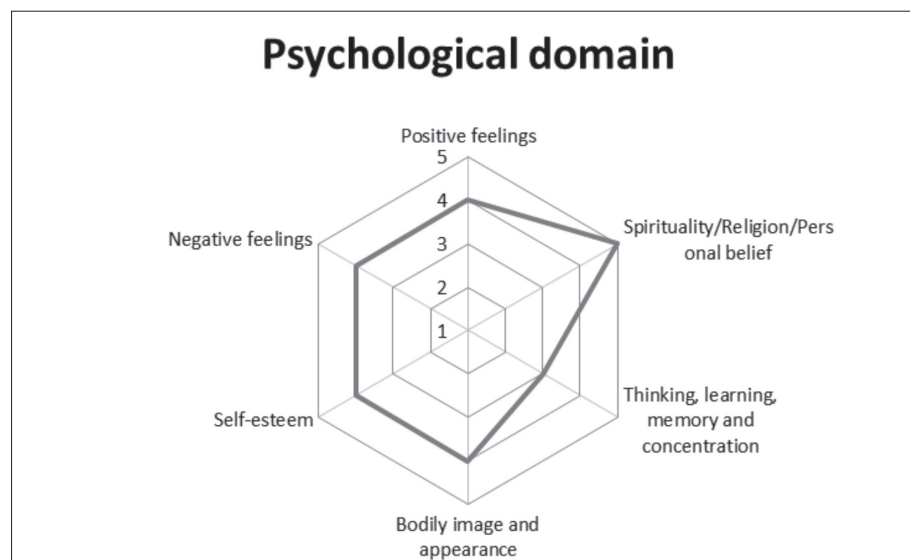 Psychological domain
Positive feelings
5
4
3
2
1
Spirituality/Religion/Pers
onal belief
Thinking, learning,
memory and
concentration
Bodily image and
appearance
Self-esteem
Negative feelings